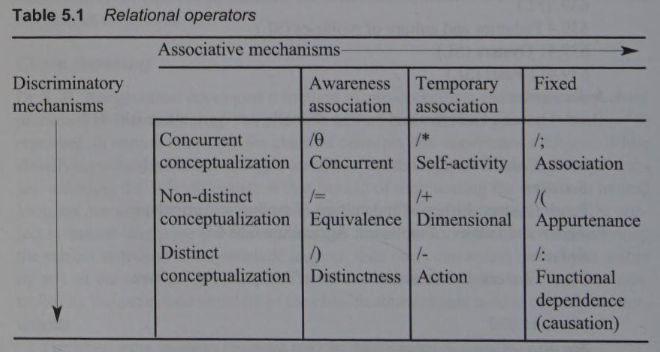 Table 5.1 Relational operators
Associative mechanisms
Discriminatory mechanisms
Awareness association
Temporary association
Fixed
Concurrent conceptualization
/θ Concurrent
/* Self-activity
/; Association
Non-distinct conceptualization
/= Equivalence
/+ Dimensional
/( Appurtenance
Distinct conceptualization
/) Distinctness
/- Action
/: Functional dependence (causation)